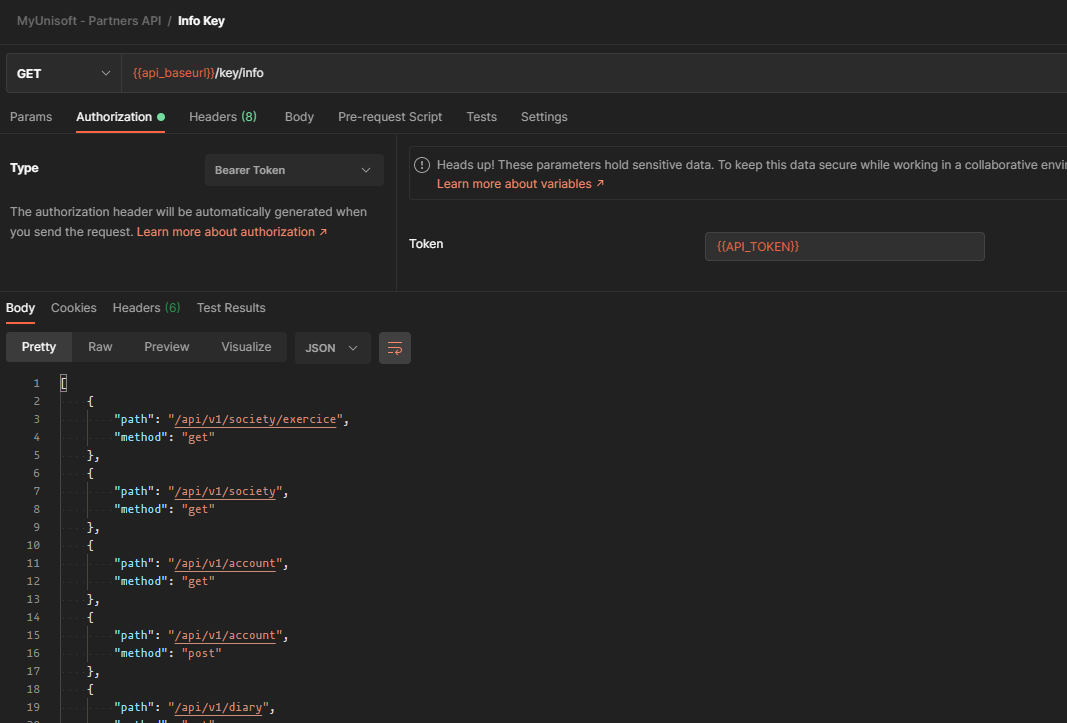 MyUnisoft - Partners API / Info Key
GET {{api_baseurl}}/key/info
Params Authorization Headers (8) Body Pre-request Script Tests Settings
Type Bearer Token
The authorization header will be automatically generated when
you send the request. Learn more about authorization ↗
Heads up! These parameters hold sensitive data. To keep this data secure while working in a collaborative
Learn more about variables ↗
Token {{API_TOKEN}}
Body Cookies Headers (6) Test Results
Pretty Raw Preview Visualize JSON
1 [
2 {
3 "path": "/api/v1/society/exercice",
4 "method": "get"
5 },
6 {
7 "path": "/api/v1/society",
8 "method": "get"
9 },
10 {
11 "path": "/api/v1/account",
12 "method": "get"
13 },
14 {
15 "path": "/api/v1/account",
16 "method": "post"
17 },
18 {
19 "path": "/api/v1/diary",